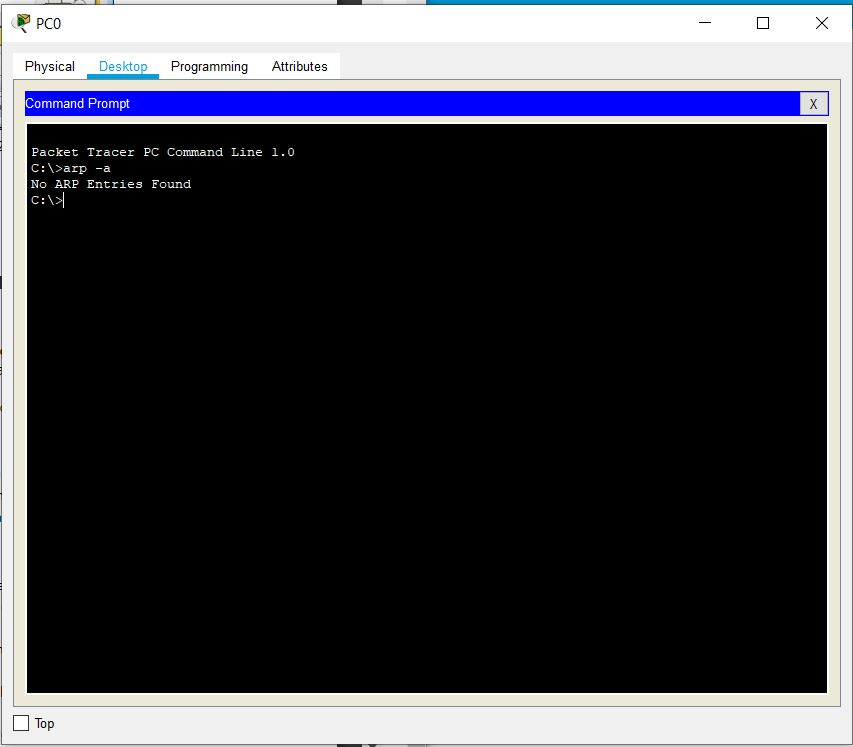 PC0
Physical Desktop Programming Attributes
Command Prompt X
Packet Tracer PC Command Line 1.0
C:\>arp -a
No ARP Entries Found
C:\>
Top